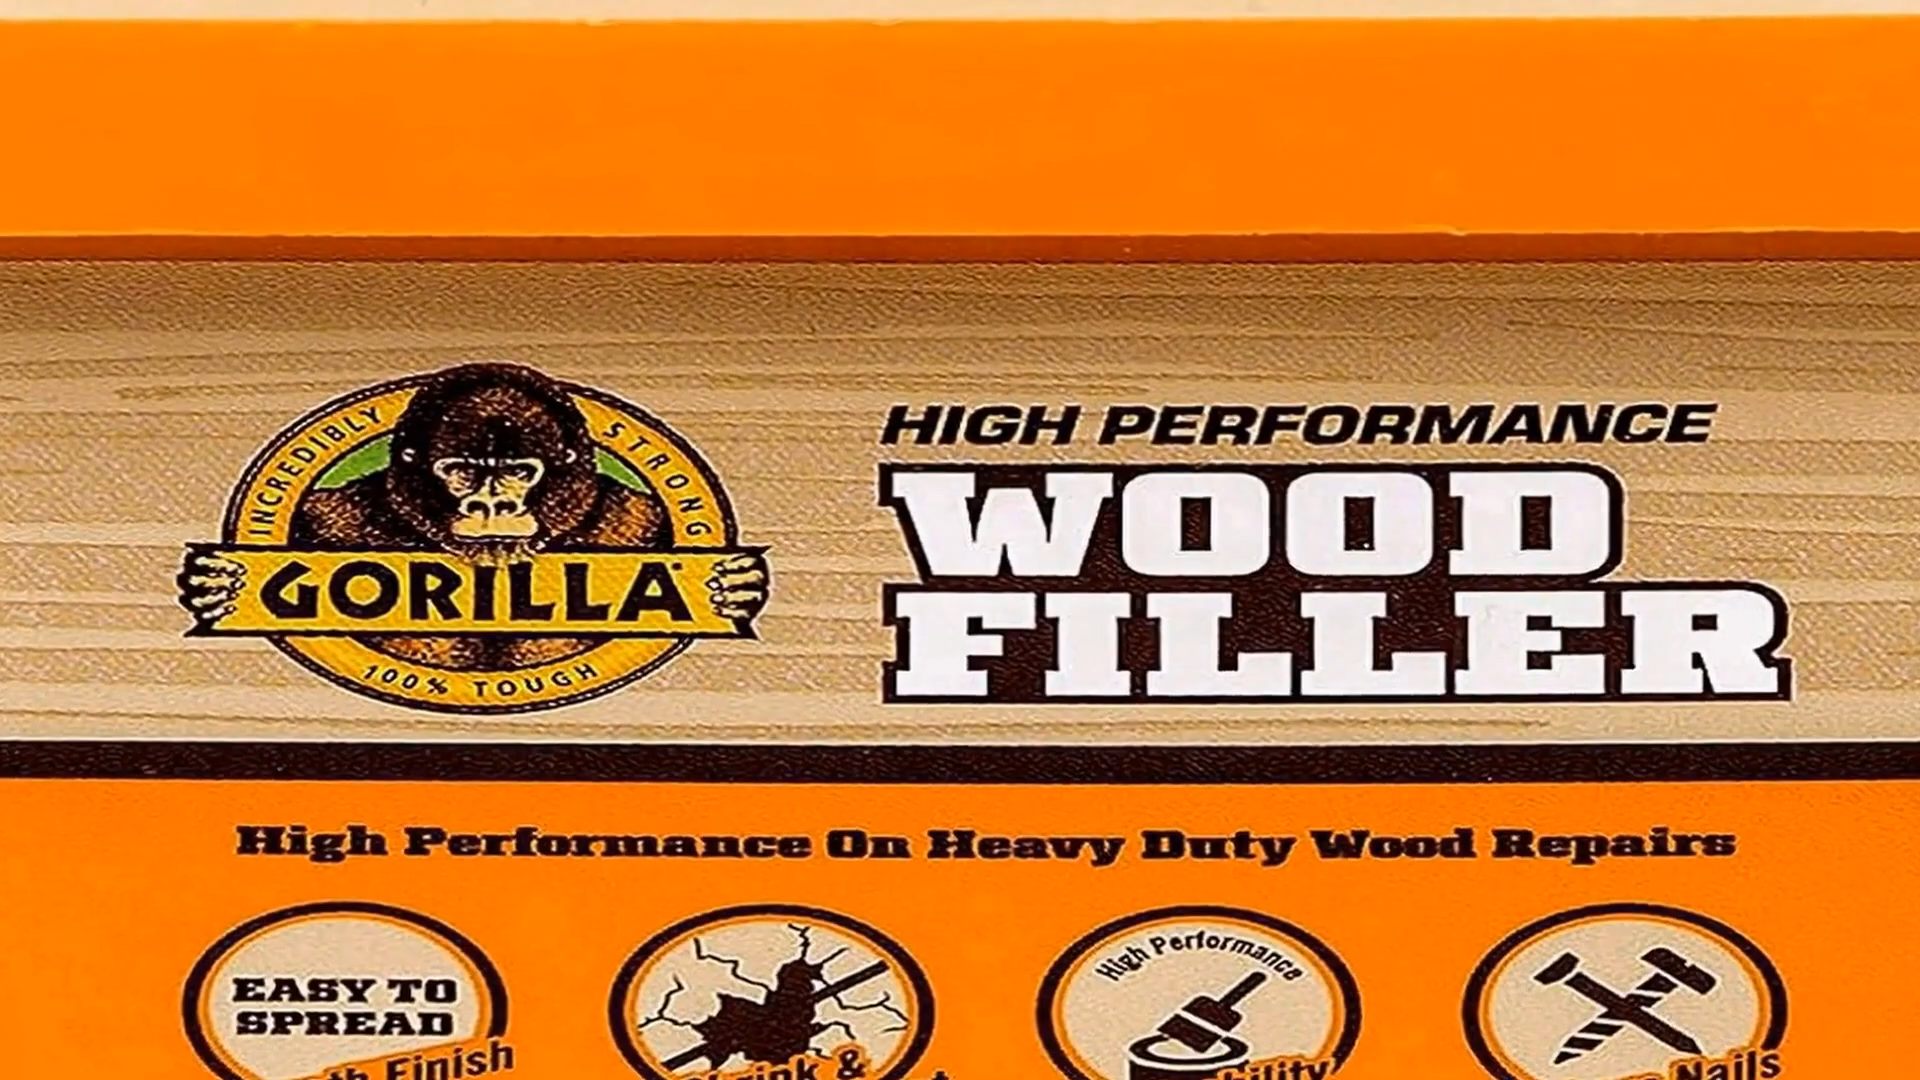 INCREDIBLY STRONG
GORILLA
100% TOUGH
HIGH PERFORMANCE
WOOD
FILLER
High Performance On Heavy Duty Wood Repairs
EASY TO
SPREAD
Finish
&
High Performance
Nails